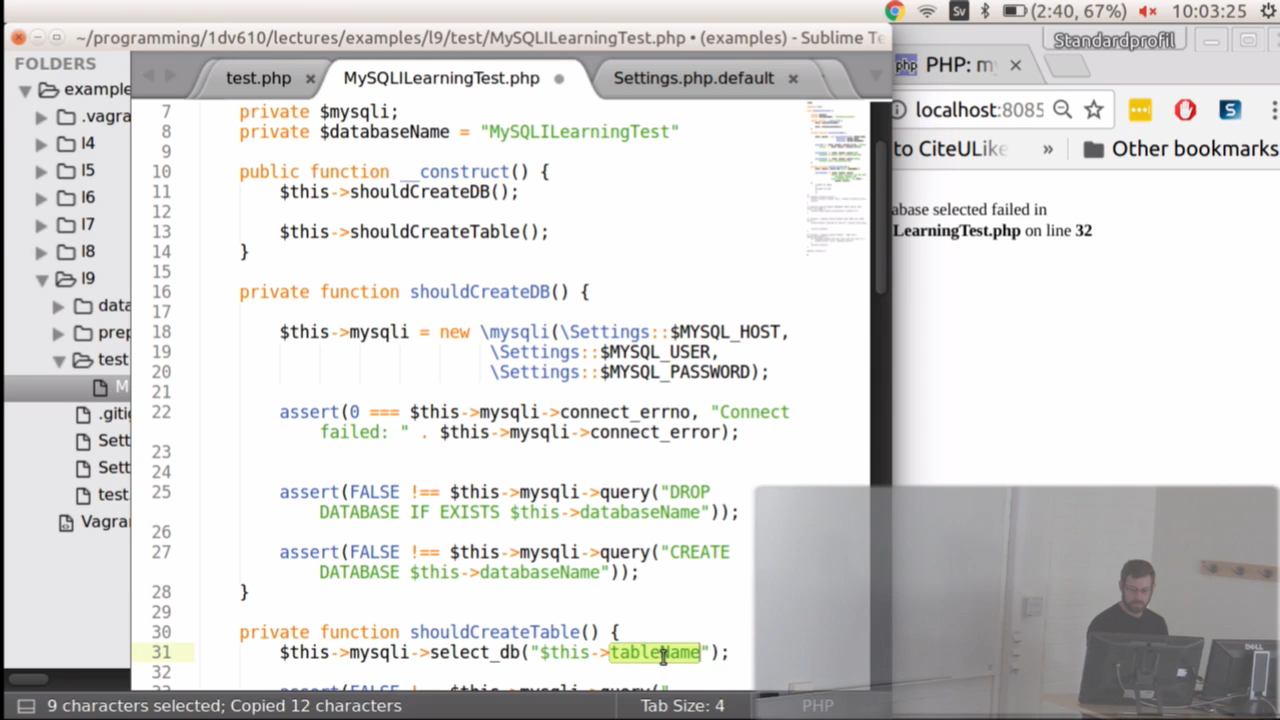 Sv
(2:40, 67%)
10:03:25
~/programming/1dv610/lectures/examples/l9/test/MySQLILearningTest.php • (examples) - Sublime Te
Standardprofil
FOLDERS
example
.vagra
l4
l5
l6
l7
l8
l9
data
prep
test
M
.gitig
Sett
Sett
test.
Vagran
test.php
MySQLILearningTest.php
Settings.php.default
7 private $mysqli;
8 private $databaseName = "MySQLILearningTest"
9
10 public function __construct() {
11 $this->shouldCreateDB();
12
13 $this->shouldCreateTable();
14 }
15
16 private function shouldCreateDB() {
17
18 $this->mysqli = new \mysqli(\Settings::$MYSQL_HOST,
19 \Settings::$MYSQL_USER,
20 \Settings::$MYSQL_PASSWORD);
21
22 assert(0 === $this->mysqli->connect_errno, "Connect
failed: " . $this->mysqli->connect_error);
23
24
25 assert(FALSE !== $this->mysqli->query("DROP
DATABASE IF EXISTS $this->databaseName"));
26
27 assert(FALSE !== $this->mysqli->query("CREATE
DATABASE $this->databaseName"));
28 }
29
30 private function shouldCreateTable() {
31 $this->mysqli->select_db("$this->tableName");
32
9 characters selected; Copied 12 characters
Tab Size: 4
PHP
php
PHP: my
localhost:8085
S
to CiteULike
»
Other bookmarks
abase selected failed in
LearningTest.php on line 32
DELL